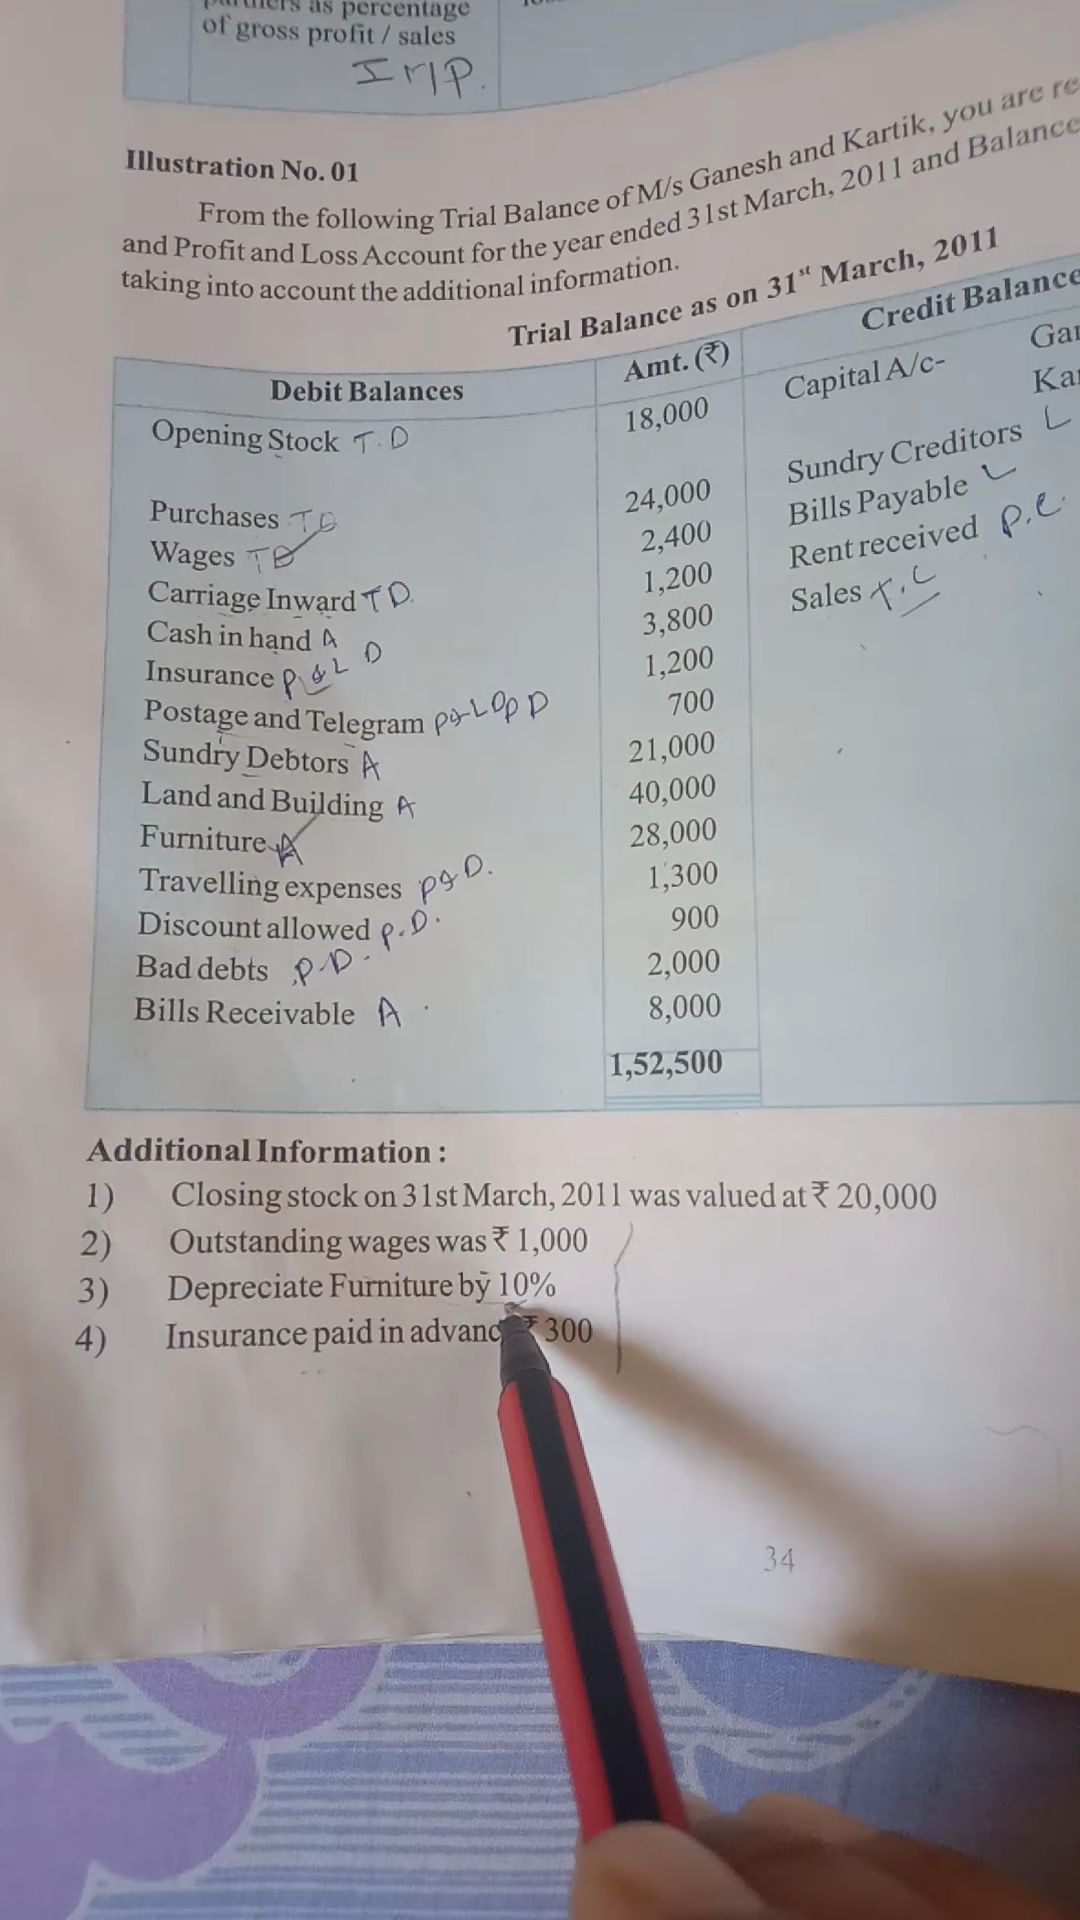 as percentage
of gross profit / sales
IMP.
Illustration No. 01
From the following Trial Balance of M/s Ganesh and Kartik, you are re
and Profit and Loss Account for the year ended 31st March, 2011 and Balance
taking into account the additional information.
Trial Balance as on 31st March, 2011
Debit Balances Amt. (₹) Credit Balance
Opening Stock T.D 18,000 Capital A/c- Gan
Kar
Purchases TD 24,000 Sundry Creditors L
Wages TD 2,400 Bills Payable L
Carriage Inward TD. 1,200 Rent received P.C.
Cash in hand A 3,800 Sales T.C
Insurance P&L D 1,200
Postage and Telegram P&L D 700
Sundry Debtors A 21,000
Land and Building A 40,000
Furniture A 28,000
Travelling expenses P&D. 1,300
Discount allowed P.D. 900
Bad debts P.D. 2,000
Bills Receivable A 8,000
1,52,500
Additional Information :
1) Closing stock on 31st March, 2011 was valued at ₹ 20,000
2) Outstanding wages was ₹ 1,000
3) Depreciate Furniture by 10%
4) Insurance paid in advanc ₹ 300
34